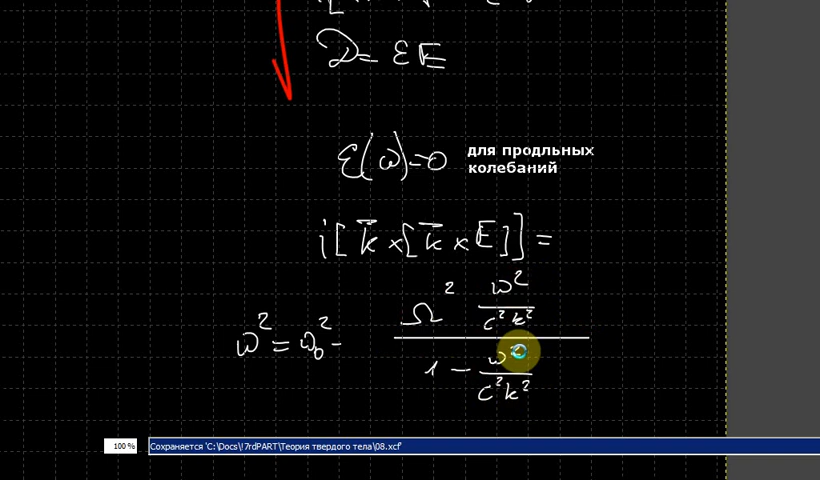 D = εE
ε(ω)=0
для продльных
колебаний
i[k̄ ×[k̄ × E]] =
ω² = ω₀² − (Ω² ω²/(c²k²)) / (1 − ω²/(c²k²))
100 %
Сохраняется 'C:\Docs\!7rdPART\Теория твердого тела\08.xcf'